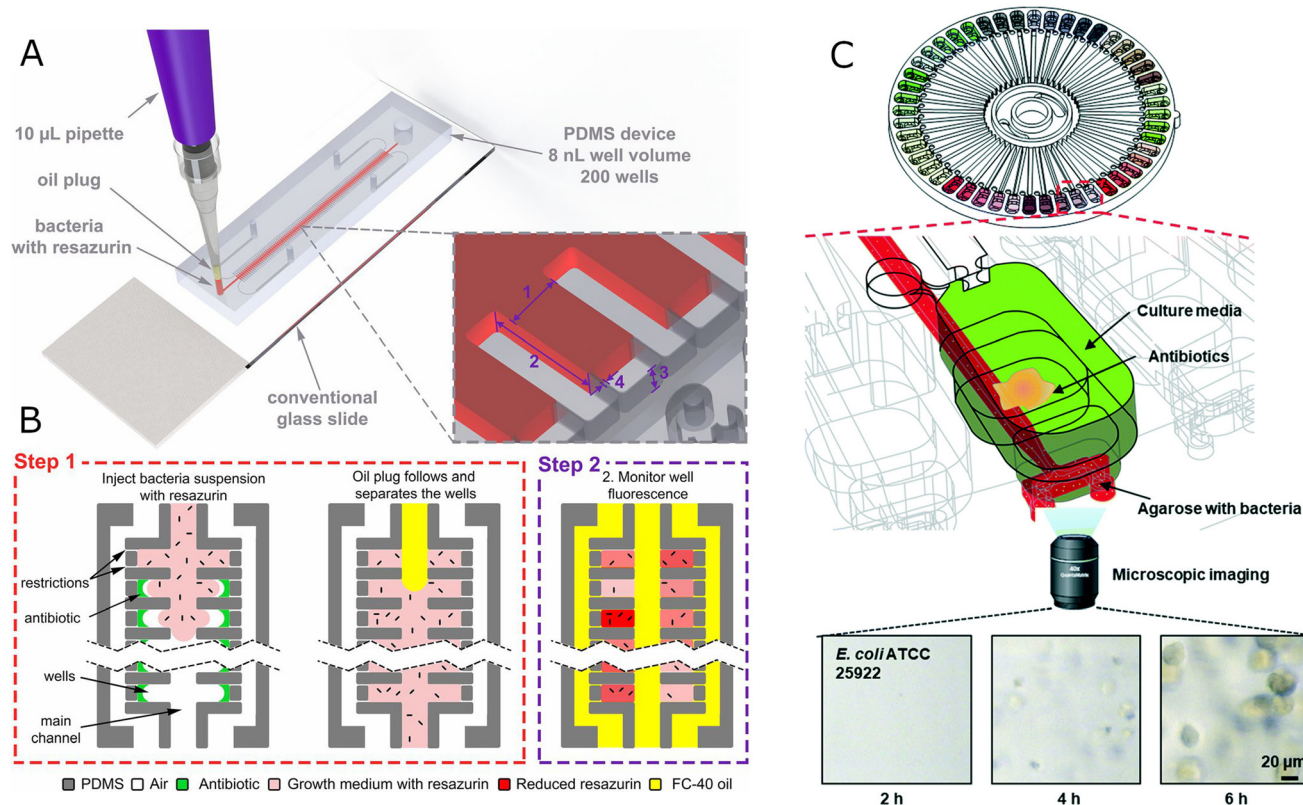 A
10 µL pipette
oil plug
bacteria
with resazurin
PDMS device
8 nL well volume
200 wells
conventional
glass slide
1
2
3
4
B
Step 1
Inject bacteria suspension
with resazurin
Oil plug follows and
separates the wells
restrictions
antibiotic
wells
main
channel
Step 2
2. Monitor well
fluorescence
PDMS Air Antibiotic Growth medium with resazurin Reduced resazurin FC-40 oil
C
Culture media
Antibiotics
Agarose with bacteria
40x
QuantaMatrix
Microscopic imaging
E. coli ATCC
25922
20 µm
2 h 4 h 6 h